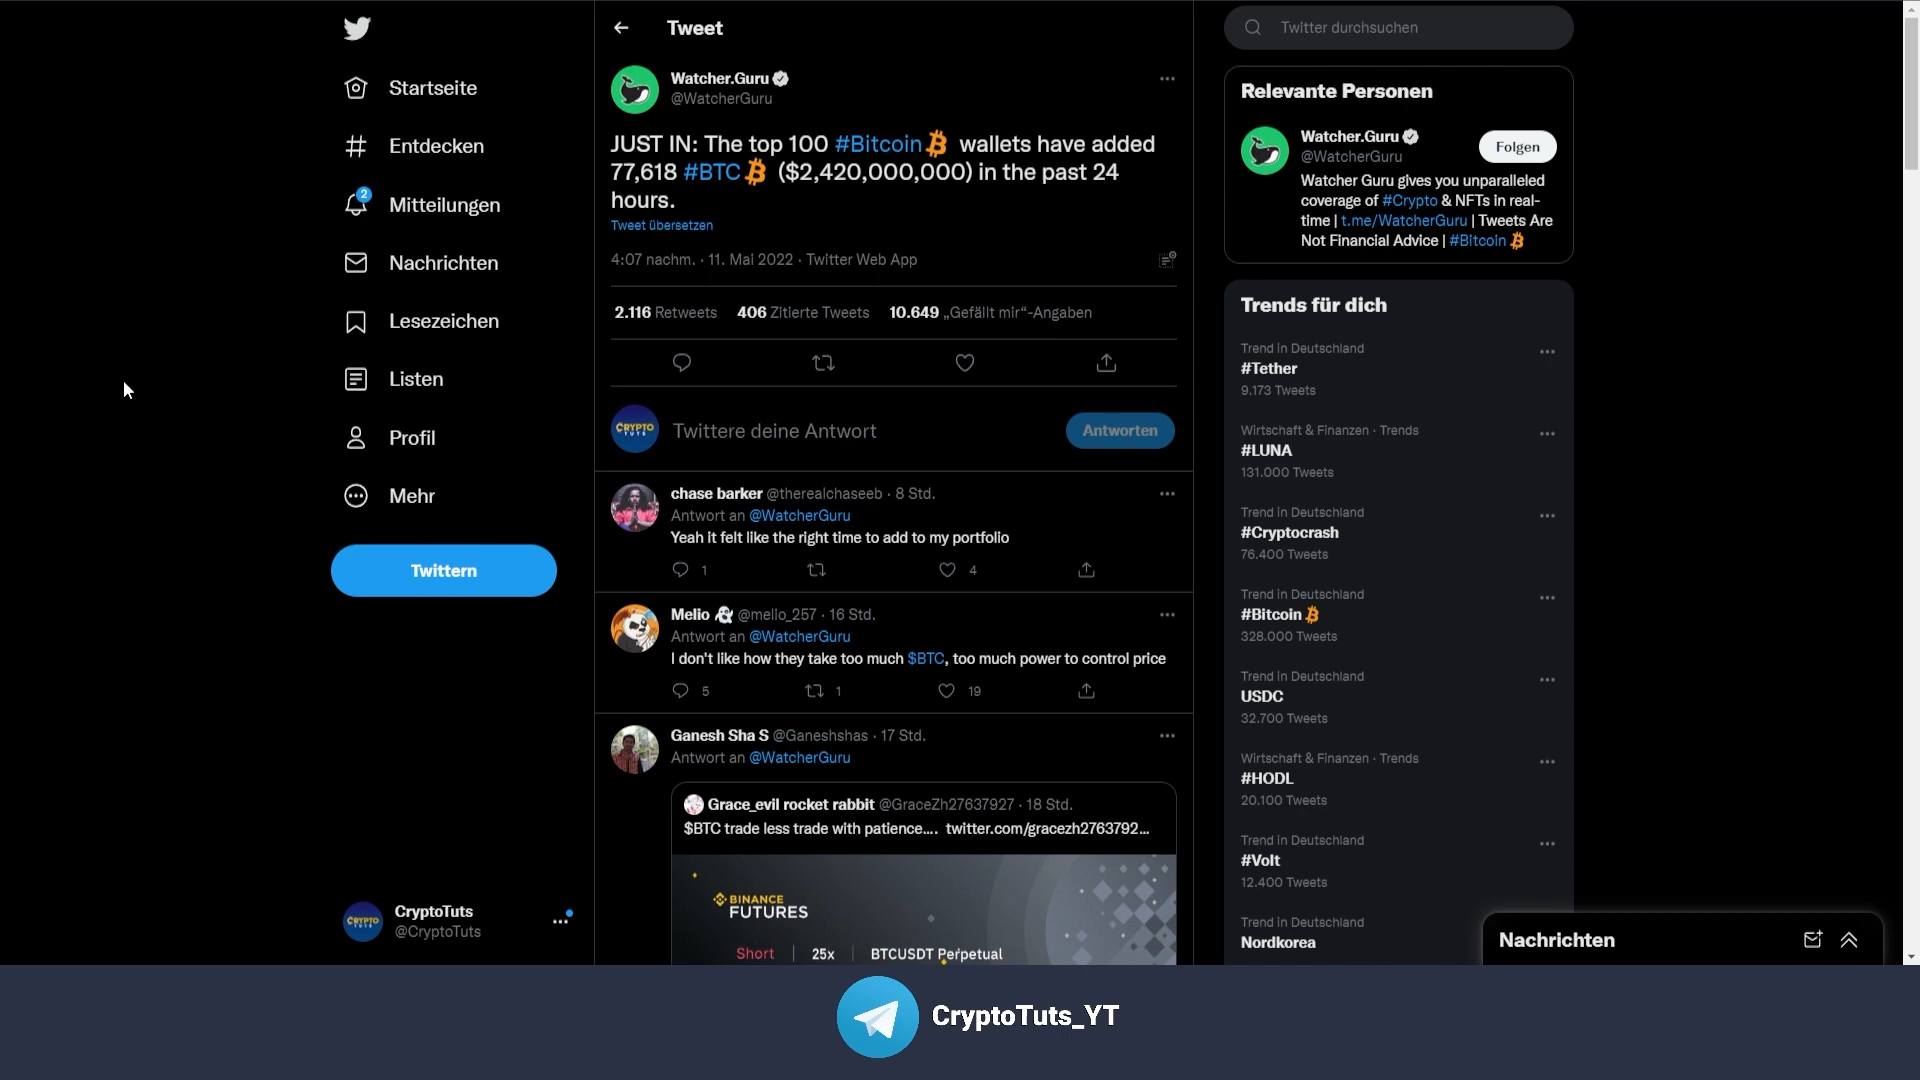 Tweet
Twitter durchsuchen
Startseite
Entdecken
2
Mitteilungen
Nachrichten
Lesezeichen
Listen
Profil
Mehr
Twittern
CryptoTuts
@CryptoTuts
Watcher.Guru
@WatcherGuru
JUST IN: The top 100 #Bitcoin wallets have added
77,618 #BTC ($2,420,000,000) in the past 24
hours.
Tweet übersetzen
4:07 nachm. · 11. Mai 2022 · Twitter Web App
2.116 Retweets 406 Zitierte Tweets 10.649 „Gefällt mir“-Angaben
CRYPTO
TUTS
Twittere deine Antwort
Antworten
chase barker @therealchaseeb · 8 Std.
Antwort an @WatcherGuru
Yeah it felt like the right time to add to my portfolio
1 4
Melio @melio_257 · 16 Std.
Antwort an @WatcherGuru
I don't like how they take too much $BTC, too much power to control price
5 1 19
Ganesh Sha S @Ganeshshas · 17 Std.
Antwort an @WatcherGuru
Grace_evil rocket rabbit @GraceZh27637927 · 18 Std.
$BTC trade less trade with patience.... twitter.com/gracezh2763792...
BINANCE
FUTURES
Short | 25x | BTCUSDT Perpetual
Relevante Personen
Watcher.Guru
@WatcherGuru
Folgen
Watcher Guru gives you unparalleled
coverage of #Crypto & NFTs in real-
time | t.me/WatcherGuru | Tweets Are
Not Financial Advice | #Bitcoin
Trends für dich
Trend in Deutschland
#Tether
9.173 Tweets
Wirtschaft & Finanzen · Trends
#LUNA
131.000 Tweets
Trend in Deutschland
#Cryptocrash
76.400 Tweets
Trend in Deutschland
#Bitcoin
328.000 Tweets
Trend in Deutschland
USDC
32.700 Tweets
Wirtschaft & Finanzen · Trends
#HODL
20.100 Tweets
Trend in Deutschland
#Volt
12.400 Tweets
Trend in Deutschland
Nordkorea
Nachrichten
CRYPTO
TUTS
CryptoTuts_YT